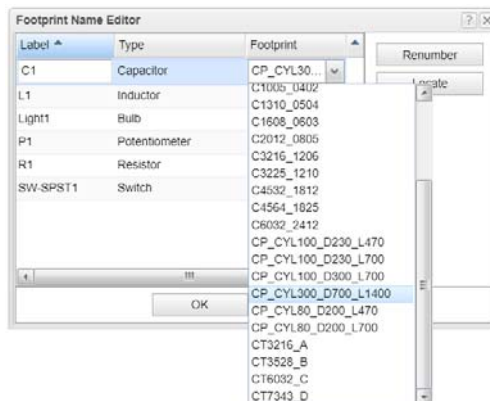 Footprint Name Editor
Label Type Footprint
Renumber
C1 Capacitor CP_CYL30...
Locate
C1005_0402
L1 Inductor
C1310_0504
Light1 Bulb
C1608_0603
P1 Potentiometer
C2012_0805
R1 Resistor
C3216_1206
SW-SPST1 Switch
C3225_1210
C4532_1812
C4564_1825
C6032_2412
CP_CYL100_D230_L470
CP_CYL100_D230_L700
CP_CYL100_D300_L700
CP_CYL300_D700_L1400
OK
CP_CYL80_D200_L470
CP_CYL80_D200_L700
CT3216_A
CT3528_B
CT6032_C
CT7343_D